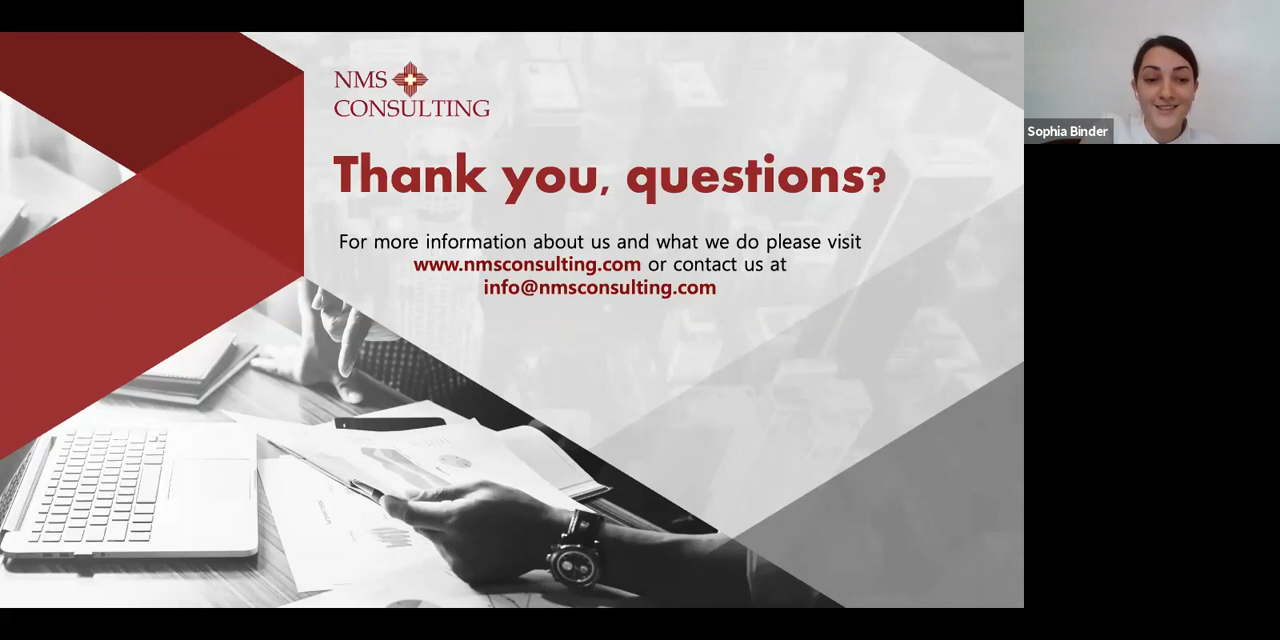 NMS
CONSULTING
Thank you, questions?
For more information about us and what we do please visit
www.nmsconsulting.com or contact us at
info@nmsconsulting.com
Sophia Binder